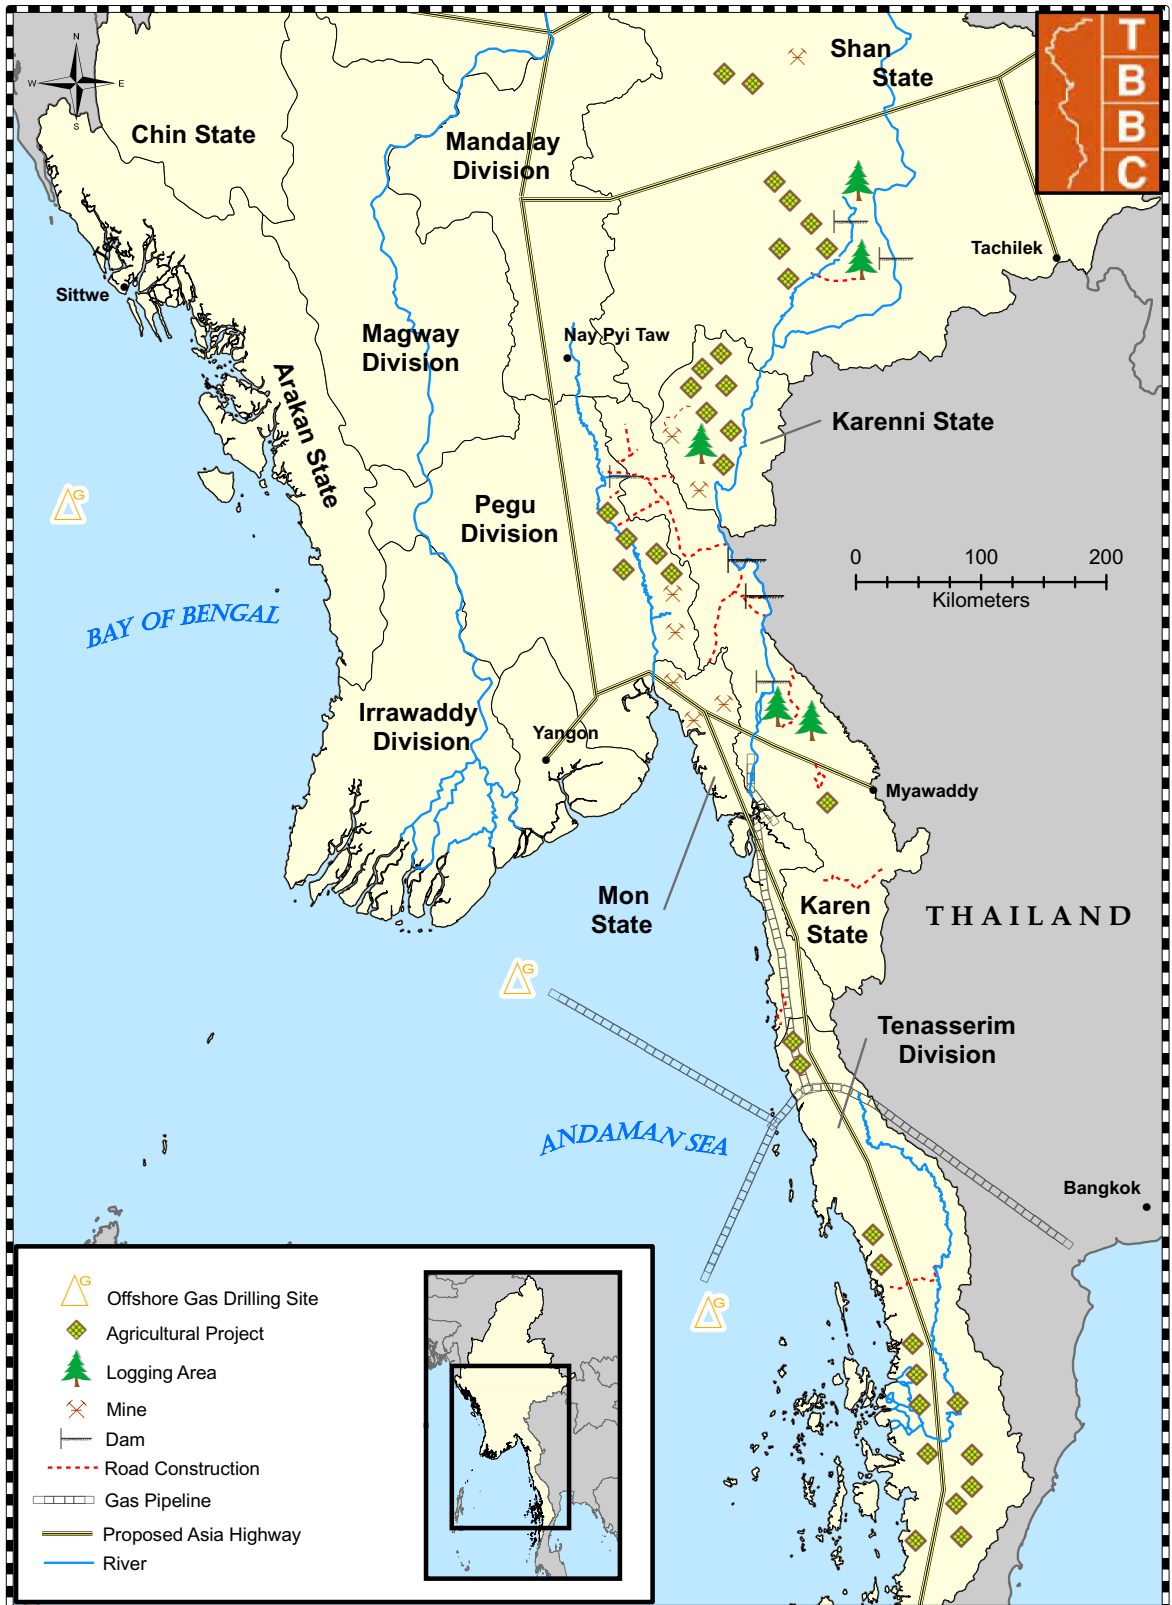 N
W
E
S
T
B
B
C
Shan
State
Chin State
Mandalay
Division
Tachilek
Sittwe
Nay Pyi Taw
Magway
Division
Arakan State
Karenni State
G
Pegu
Division
0 100 200
Kilometers
BAY OF BENGAL
Irrawaddy
Division
Yangon
Myawaddy
Mon
State
Karen
State
THAILAND
G
Tenasserim
Division
ANDAMAN SEA
Bangkok
G
G
Offshore Gas Drilling Site
Agricultural Project
Logging Area
Mine
Dam
Road Construction
Gas Pipeline
Proposed Asia Highway
River